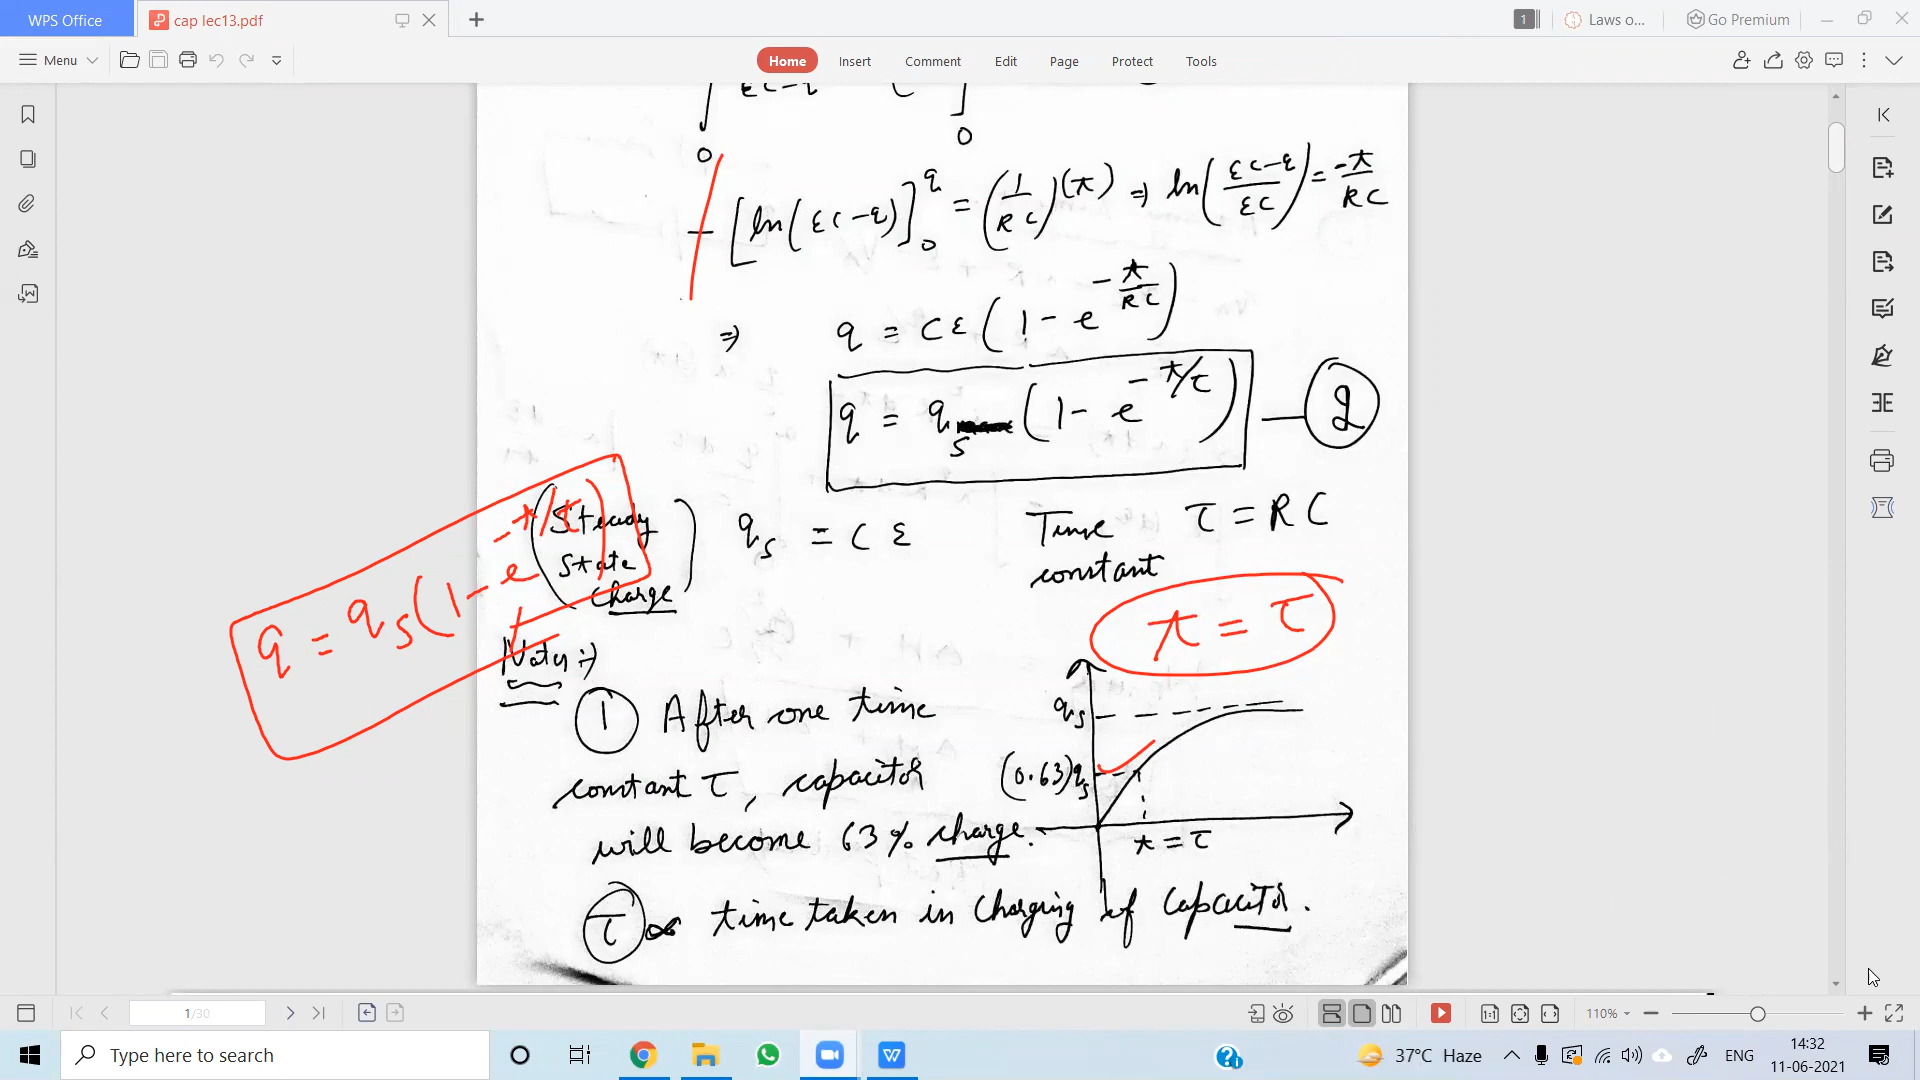 WPS Office
cap lec13.pdf
1
Laws o...
Go Premium
Menu
Home Insert Comment Edit Page Protect Tools
0
0
- [ln(εC-q)]₀^q = (1/RC)(t) ⇒ ln((εC-q)/εC) = -t/RC
⇒ q = Cε(1 - e^(-t/RC))
q = q_s (1 - e^(-t/τ)) — 2
(Steady State Charge) q_s = Cε
Time constant τ = RC
q = q_s(1 - e^(-t/τ))
t = τ
Notes :-)
1 After one time
constant τ, capacitor
will become 63% charge.
q_s
(0.63)q_s
t = τ
τ ∝ time taken in Charging of Capacitor.
1/30
110%
Type here to search
37°C Haze
ENG
14:32
11-06-2021